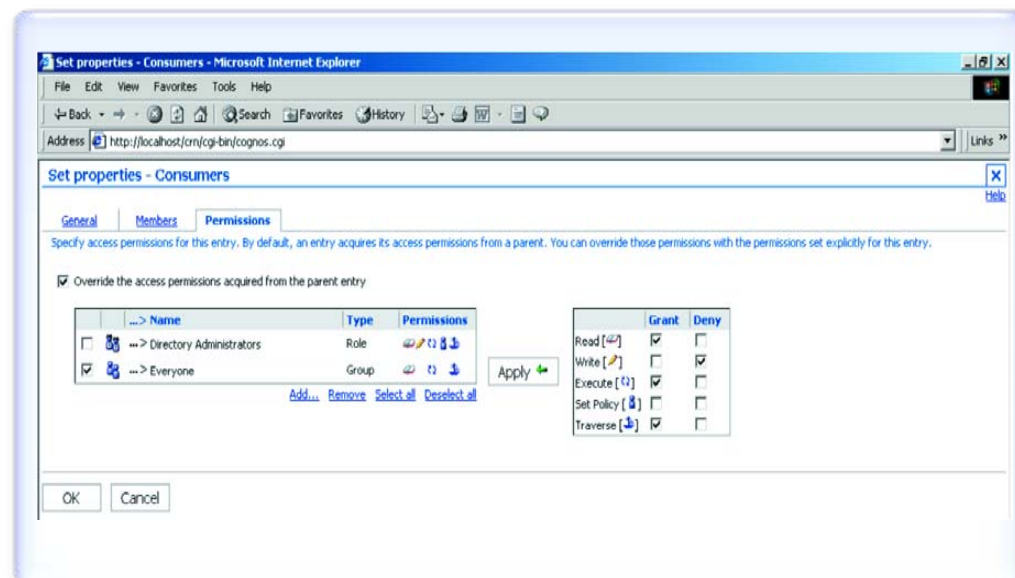 Set properties - Consumers - Microsoft Internet Explorer
File Edit View Favorites Tools Help
Back Search Favorites History
Address http://localhost/crn/cgi-bin/cognos.cgi Links »
Set properties - Consumers
Help
General Members Permissions
Specify access permissions for this entry. By default, an entry acquires its access permissions from a parent. You can override those permissions with the permissions set explicitly for this entry.
Override the access permissions acquired from the parent entry
...> Name Type Permissions
...> Directory Administrators Role
...> Everyone Group
Add... Remove Select all Deselect all
Apply
Grant Deny
Read [ ]
Write [ ]
Execute [ ]
Set Policy [ ]
Traverse [ ]
OK Cancel